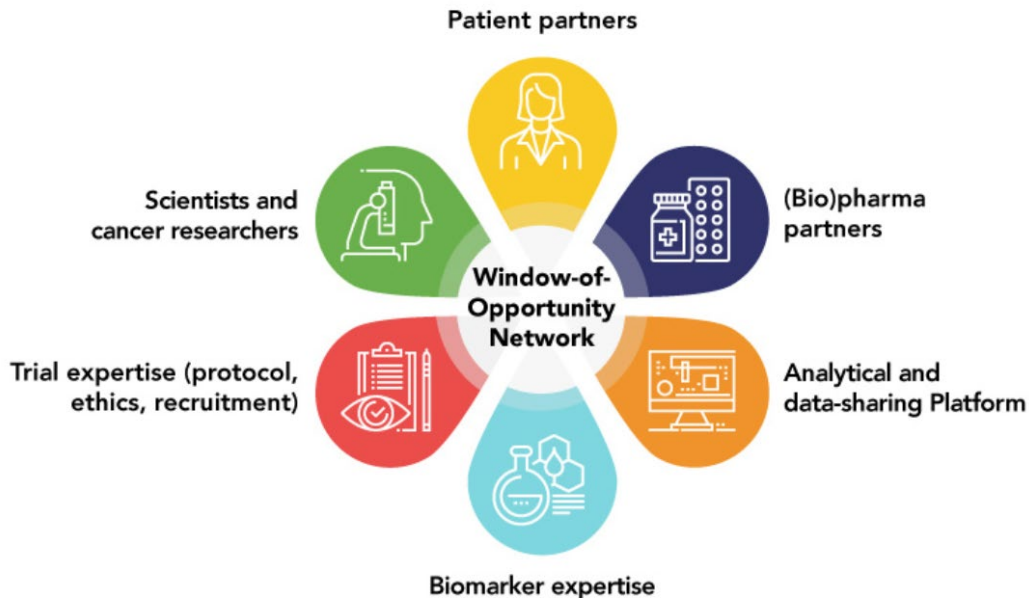 Patient partners
Scientists and
cancer researchers
(Bio)pharma
partners
Window-of-
Opportunity
Network
Trial expertise (protocol,
ethics, recruitment)
Analytical and
data-sharing Platform
Biomarker expertise